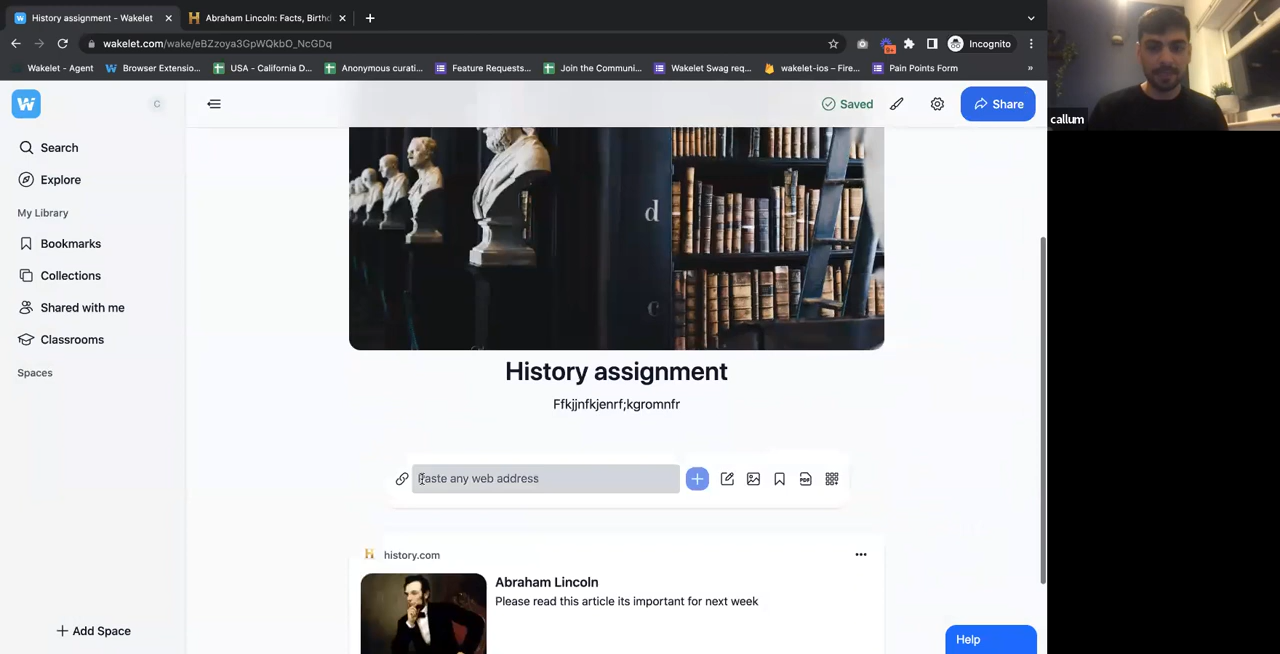 History assignment - Wakelet
Abraham Lincoln: Facts, Birthd
wakelet.com/wake/eBZzoya3GpWQkbO_NcGDq
9+
Incognito
Wakelet - Agent
Browser Extensio...
USA - California D...
Anonymous curati...
Feature Requests...
Join the Communi...
Wakelet Swag req...
wakelet-ios – Fire...
Pain Points Form
»
callum
W
C
Saved
Share
Search
Explore
My Library
Bookmarks
Collections
Shared with me
Classrooms
Spaces
Add Space
d
c
History assignment
Ffkjjnfkjenrf;kgromnfr
Paste any web address
PDF
H
history.com
Abraham Lincoln
Please read this article its important for next week
Help